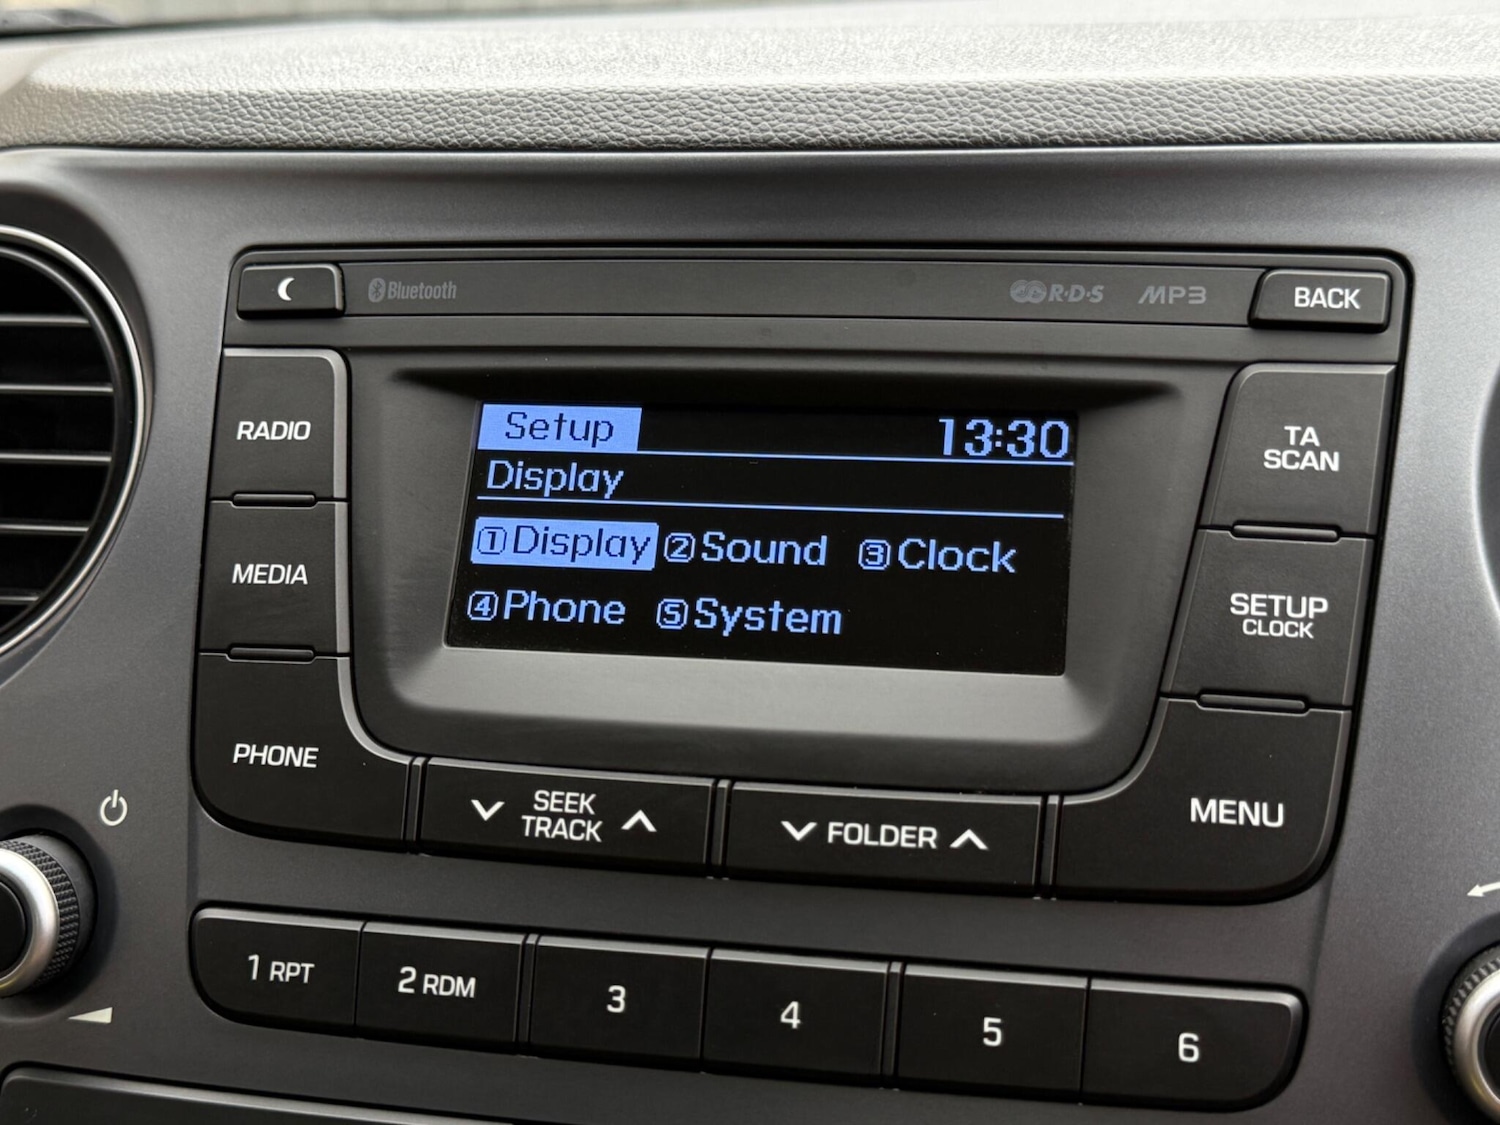 Bluetooth
R·D·S
MP3
BACK
RADIO
MEDIA
PHONE
Setup 13:30
Display
①Display ②Sound ③Clock
④Phone ⑤System
TA
SCAN
SETUP
CLOCK
MENU
SEEK
TRACK
FOLDER
1 RPT
2 RDM
3
4
5
6